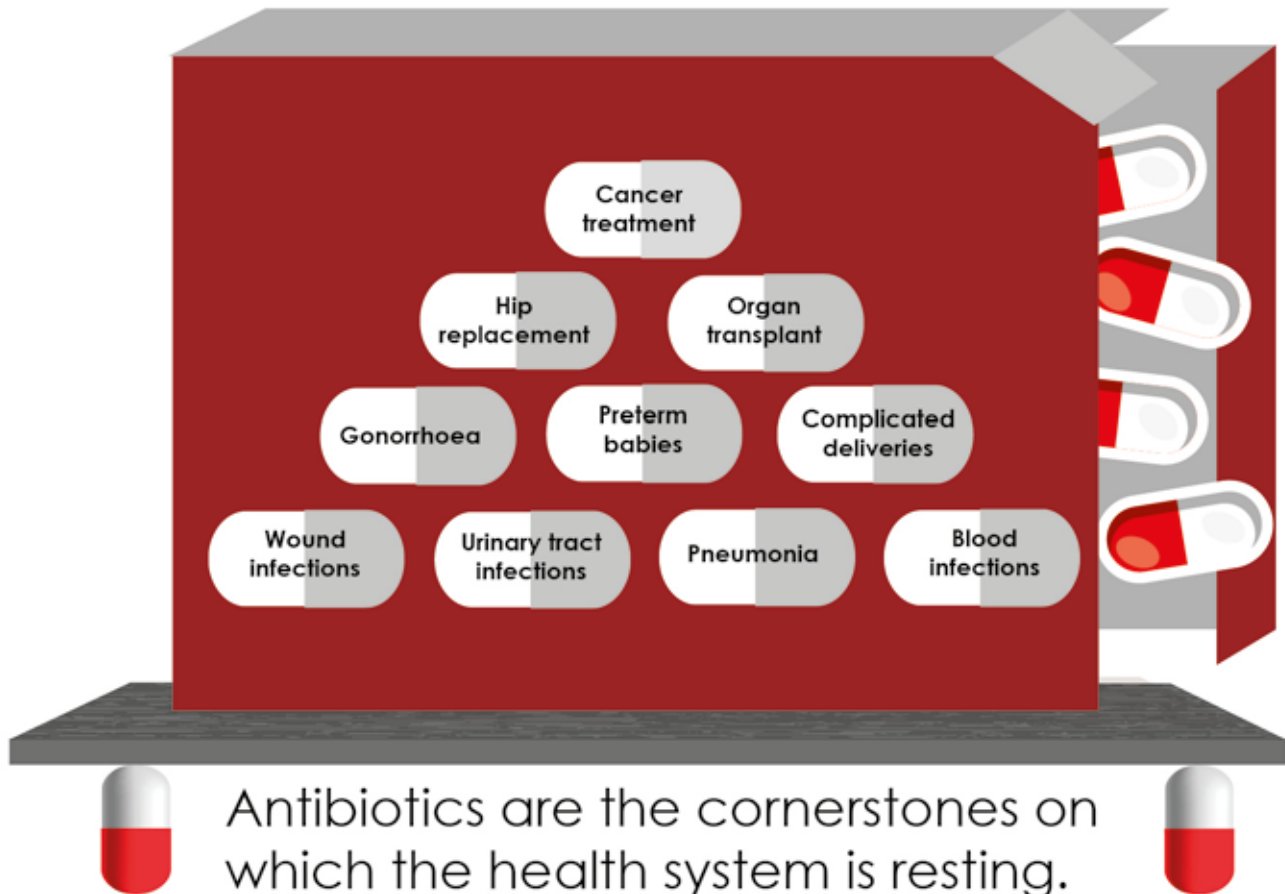 Cancer
treatment
Hip
replacement
Organ
transplant
Gonorrhoea
Preterm
babies
Complicated
deliveries
Wound
infections
Urinary tract
infections
Pneumonia
Blood
infections
Antibiotics are the cornerstones on
which the health system is resting.